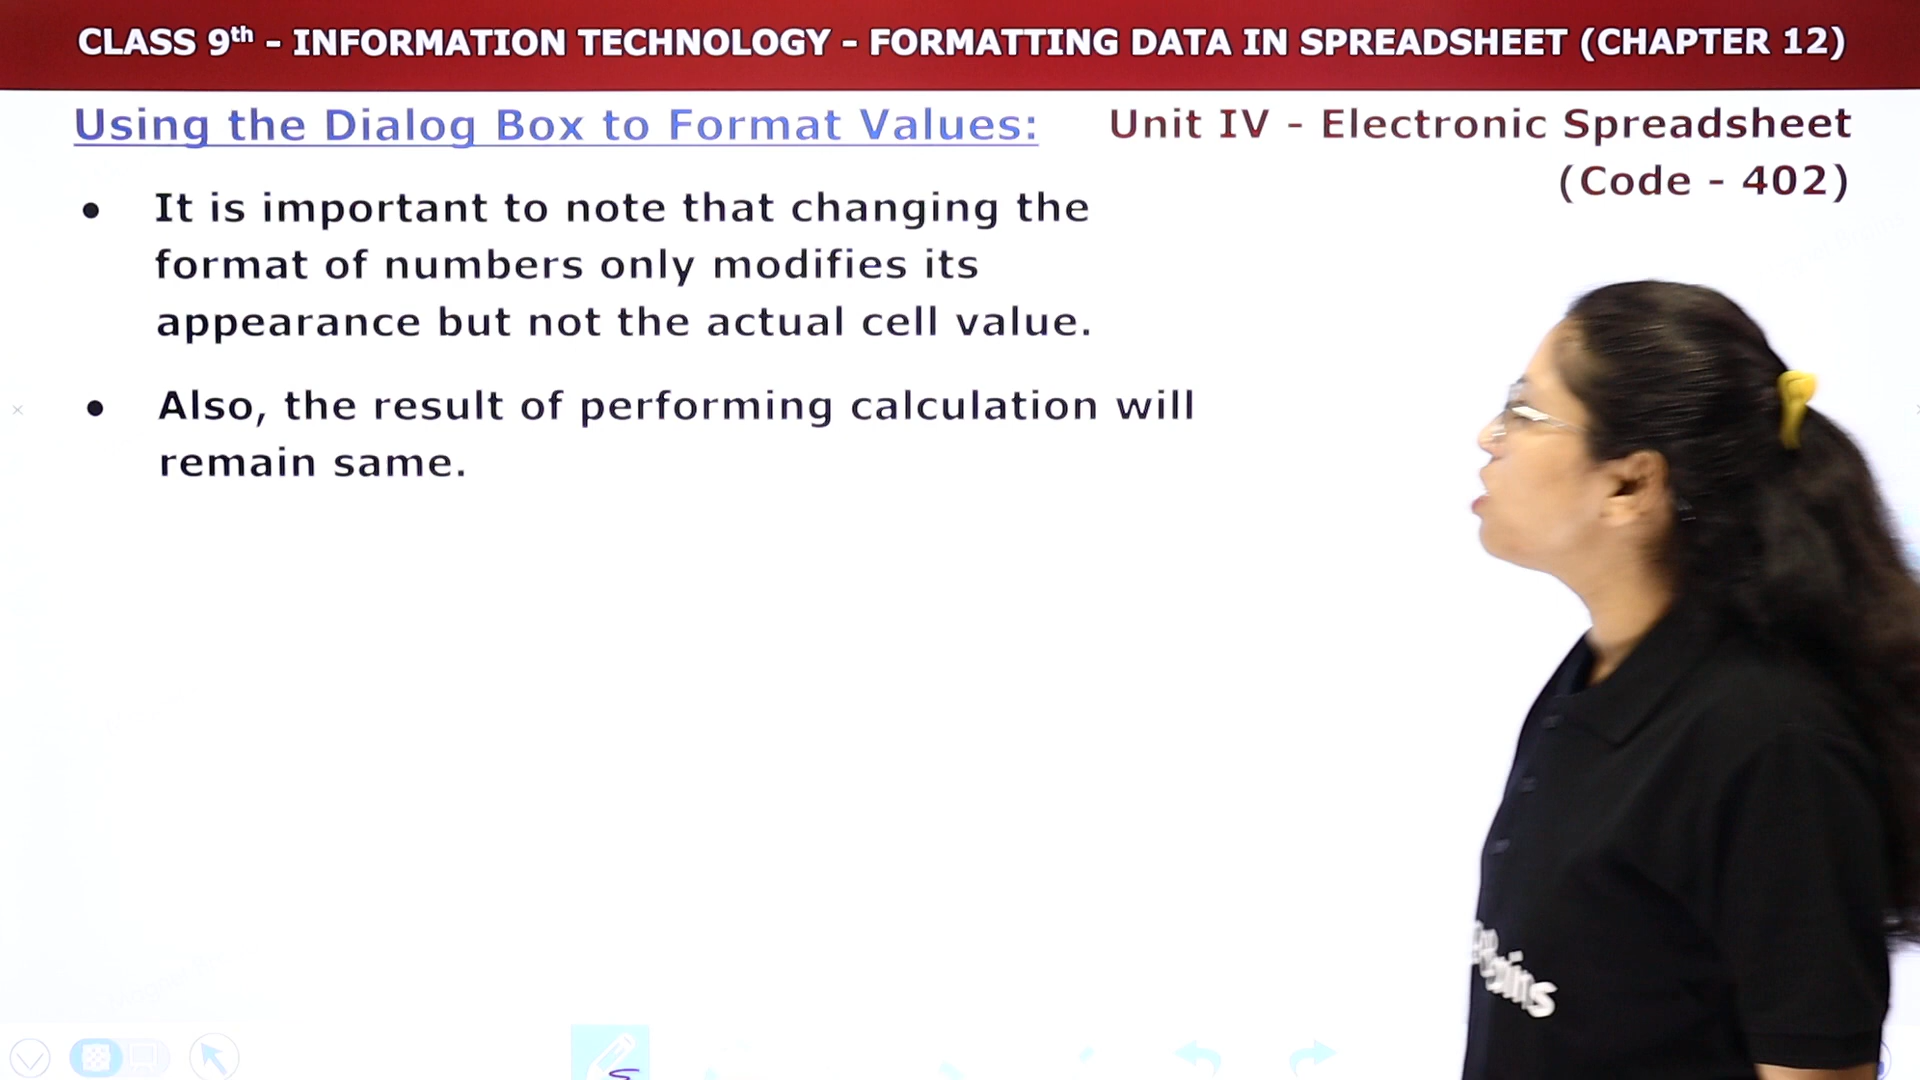 CLASS 9th - INFORMATION TECHNOLOGY - FORMATTING DATA IN SPREADSHEET (CHAPTER 12)
Using the Dialog Box to Format Values:
Unit IV - Electronic Spreadsheet
(Code - 402)
• It is important to note that changing the
format of numbers only modifies its
appearance but not the actual cell value.
• Also, the result of performing calculation will
remain same.